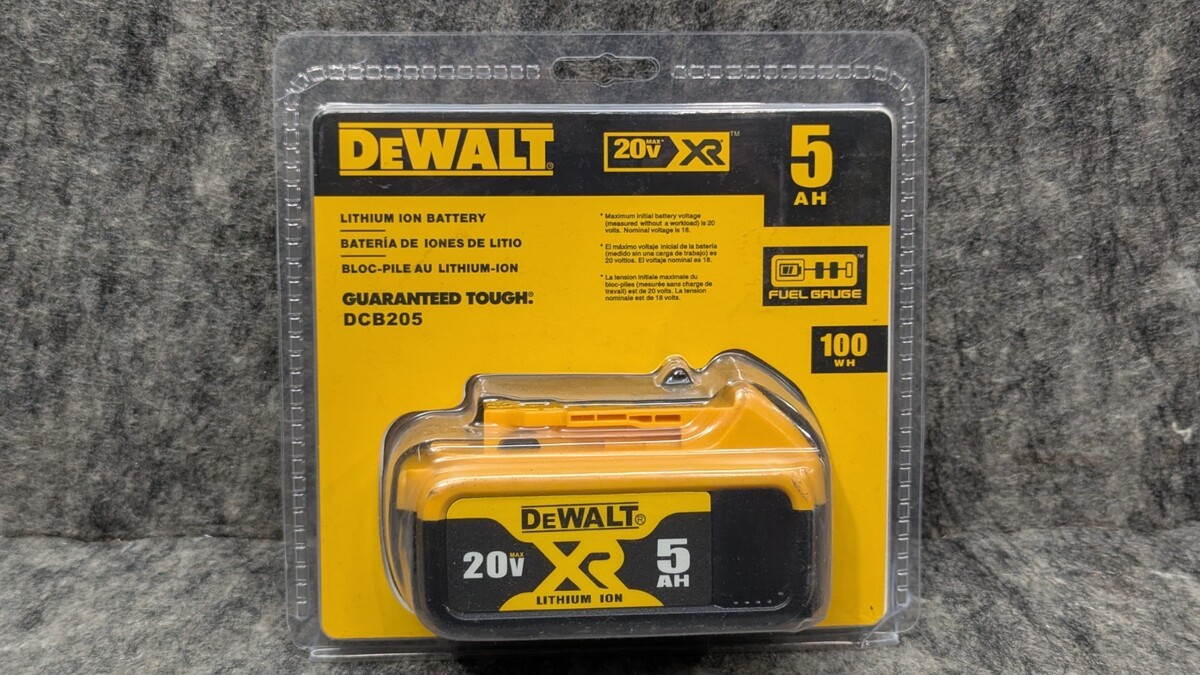 DEWALT®
20V MAX* XR™
5
AH
LITHIUM ION BATTERY
BATERÍA DE IONES DE LITIO
BLOC-PILE AU LITHIUM-ION
GUARANTEED TOUGH®
DCB205
* Maximum initial battery voltage
(measured without a workload) is 20
volts. Nominal voltage is 18.
* El máximo voltaje inicial de la batería
(medido sin una carga de trabajo) es
20 voltios. El voltaje nominal es 18.
* La tension initiale maximale du
bloc-piles (mesurée sans charge de
travail) est de 20 volts. La tension
nominale est de 18 volts.
™
FUEL GAUGE
100
WH
DEWALT®
20V MAX
XR
5
AH
LITHIUM ION